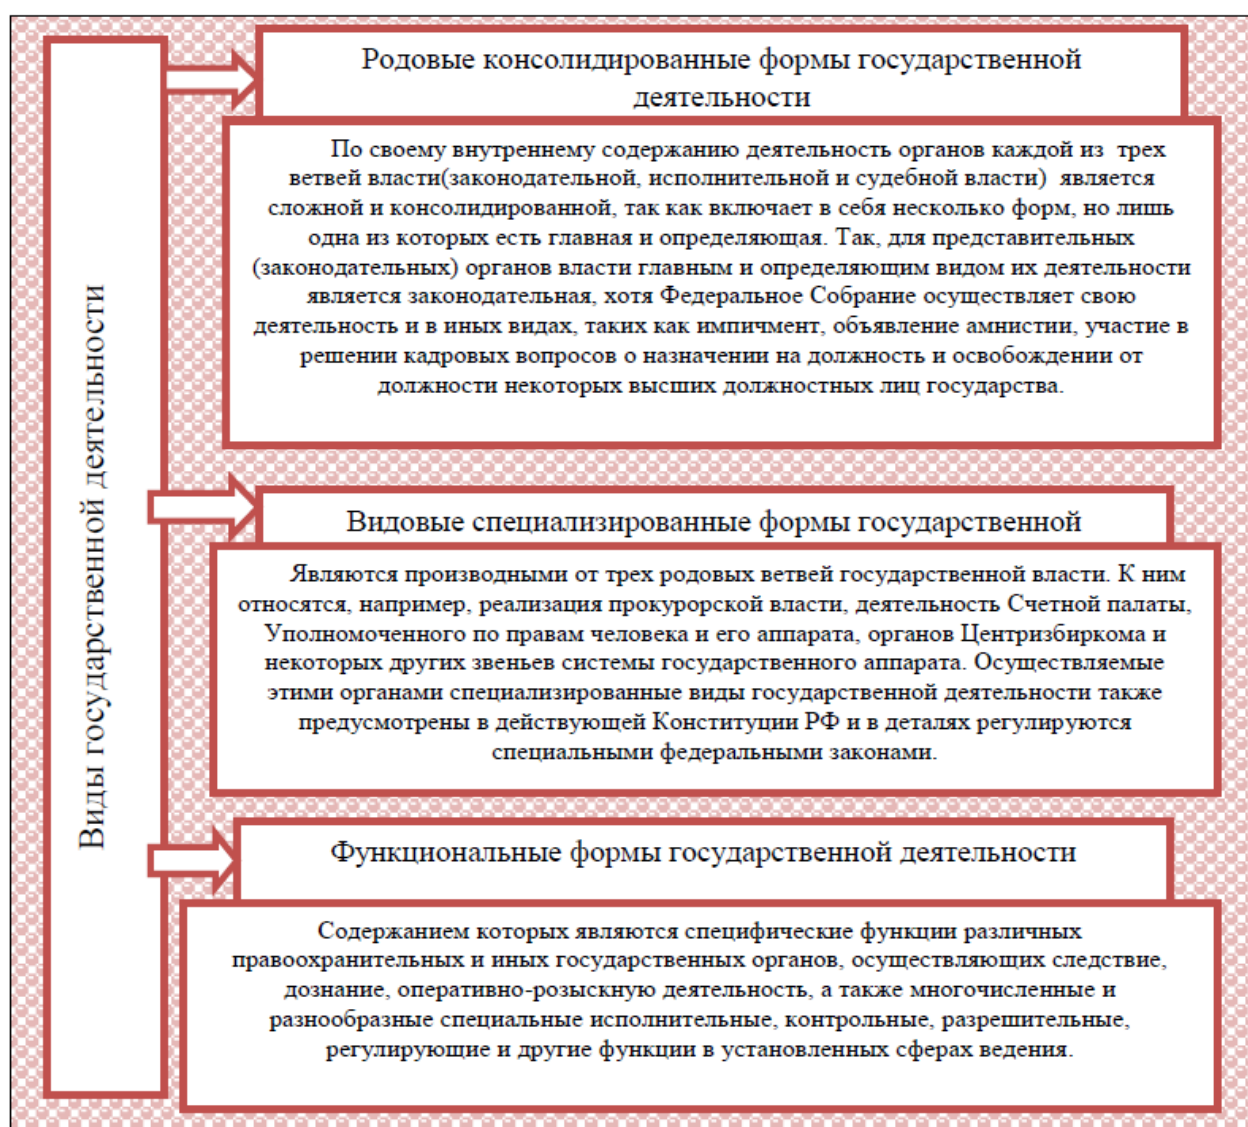 Виды государственной деятельности
Родовые консолидированные формы государственной
деятельности
По своему внутреннему содержанию деятельность органов каждой из трех
ветвей власти(законодательной, исполнительной и судебной власти) является
сложной и консолидированной, так как включает в себя несколько форм, но лишь
одна из которых есть главная и определяющая. Так, для представительных
(законодательных) органов власти главным и определяющим видом их деятельности
является законодательная, хотя Федеральное Собрание осуществляет свою
деятельность и в иных видах, таких как импичмент, объявление амнистии, участие в
решении кадровых вопросов о назначении на должность и освобождении от
должности некоторых высших должностных лиц государства.
Видовые специализированные формы государственной
Являются производными от трех родовых ветвей государственной власти. К ним
относятся, например, реализация прокурорской власти, деятельность Счетной палаты,
Уполномоченного по правам человека и его аппарата, органов Центризбиркома и
некоторых других звеньев системы государственного аппарата. Осуществляемые
этими органами специализированные виды государственной деятельности также
предусмотрены в действующей Конституции РФ и в деталях регулируются
специальными федеральными законами.
Функциональные формы государственной деятельности
Содержанием которых являются специфические функции различных
правоохранительных и иных государственных органов, осуществляющих следствие,
дознание, оперативно-розыскную деятельность, а также многочисленные и
разнообразные специальные исполнительные, контрольные, разрешительные,
регулирующие и другие функции в установленных сферах ведения.